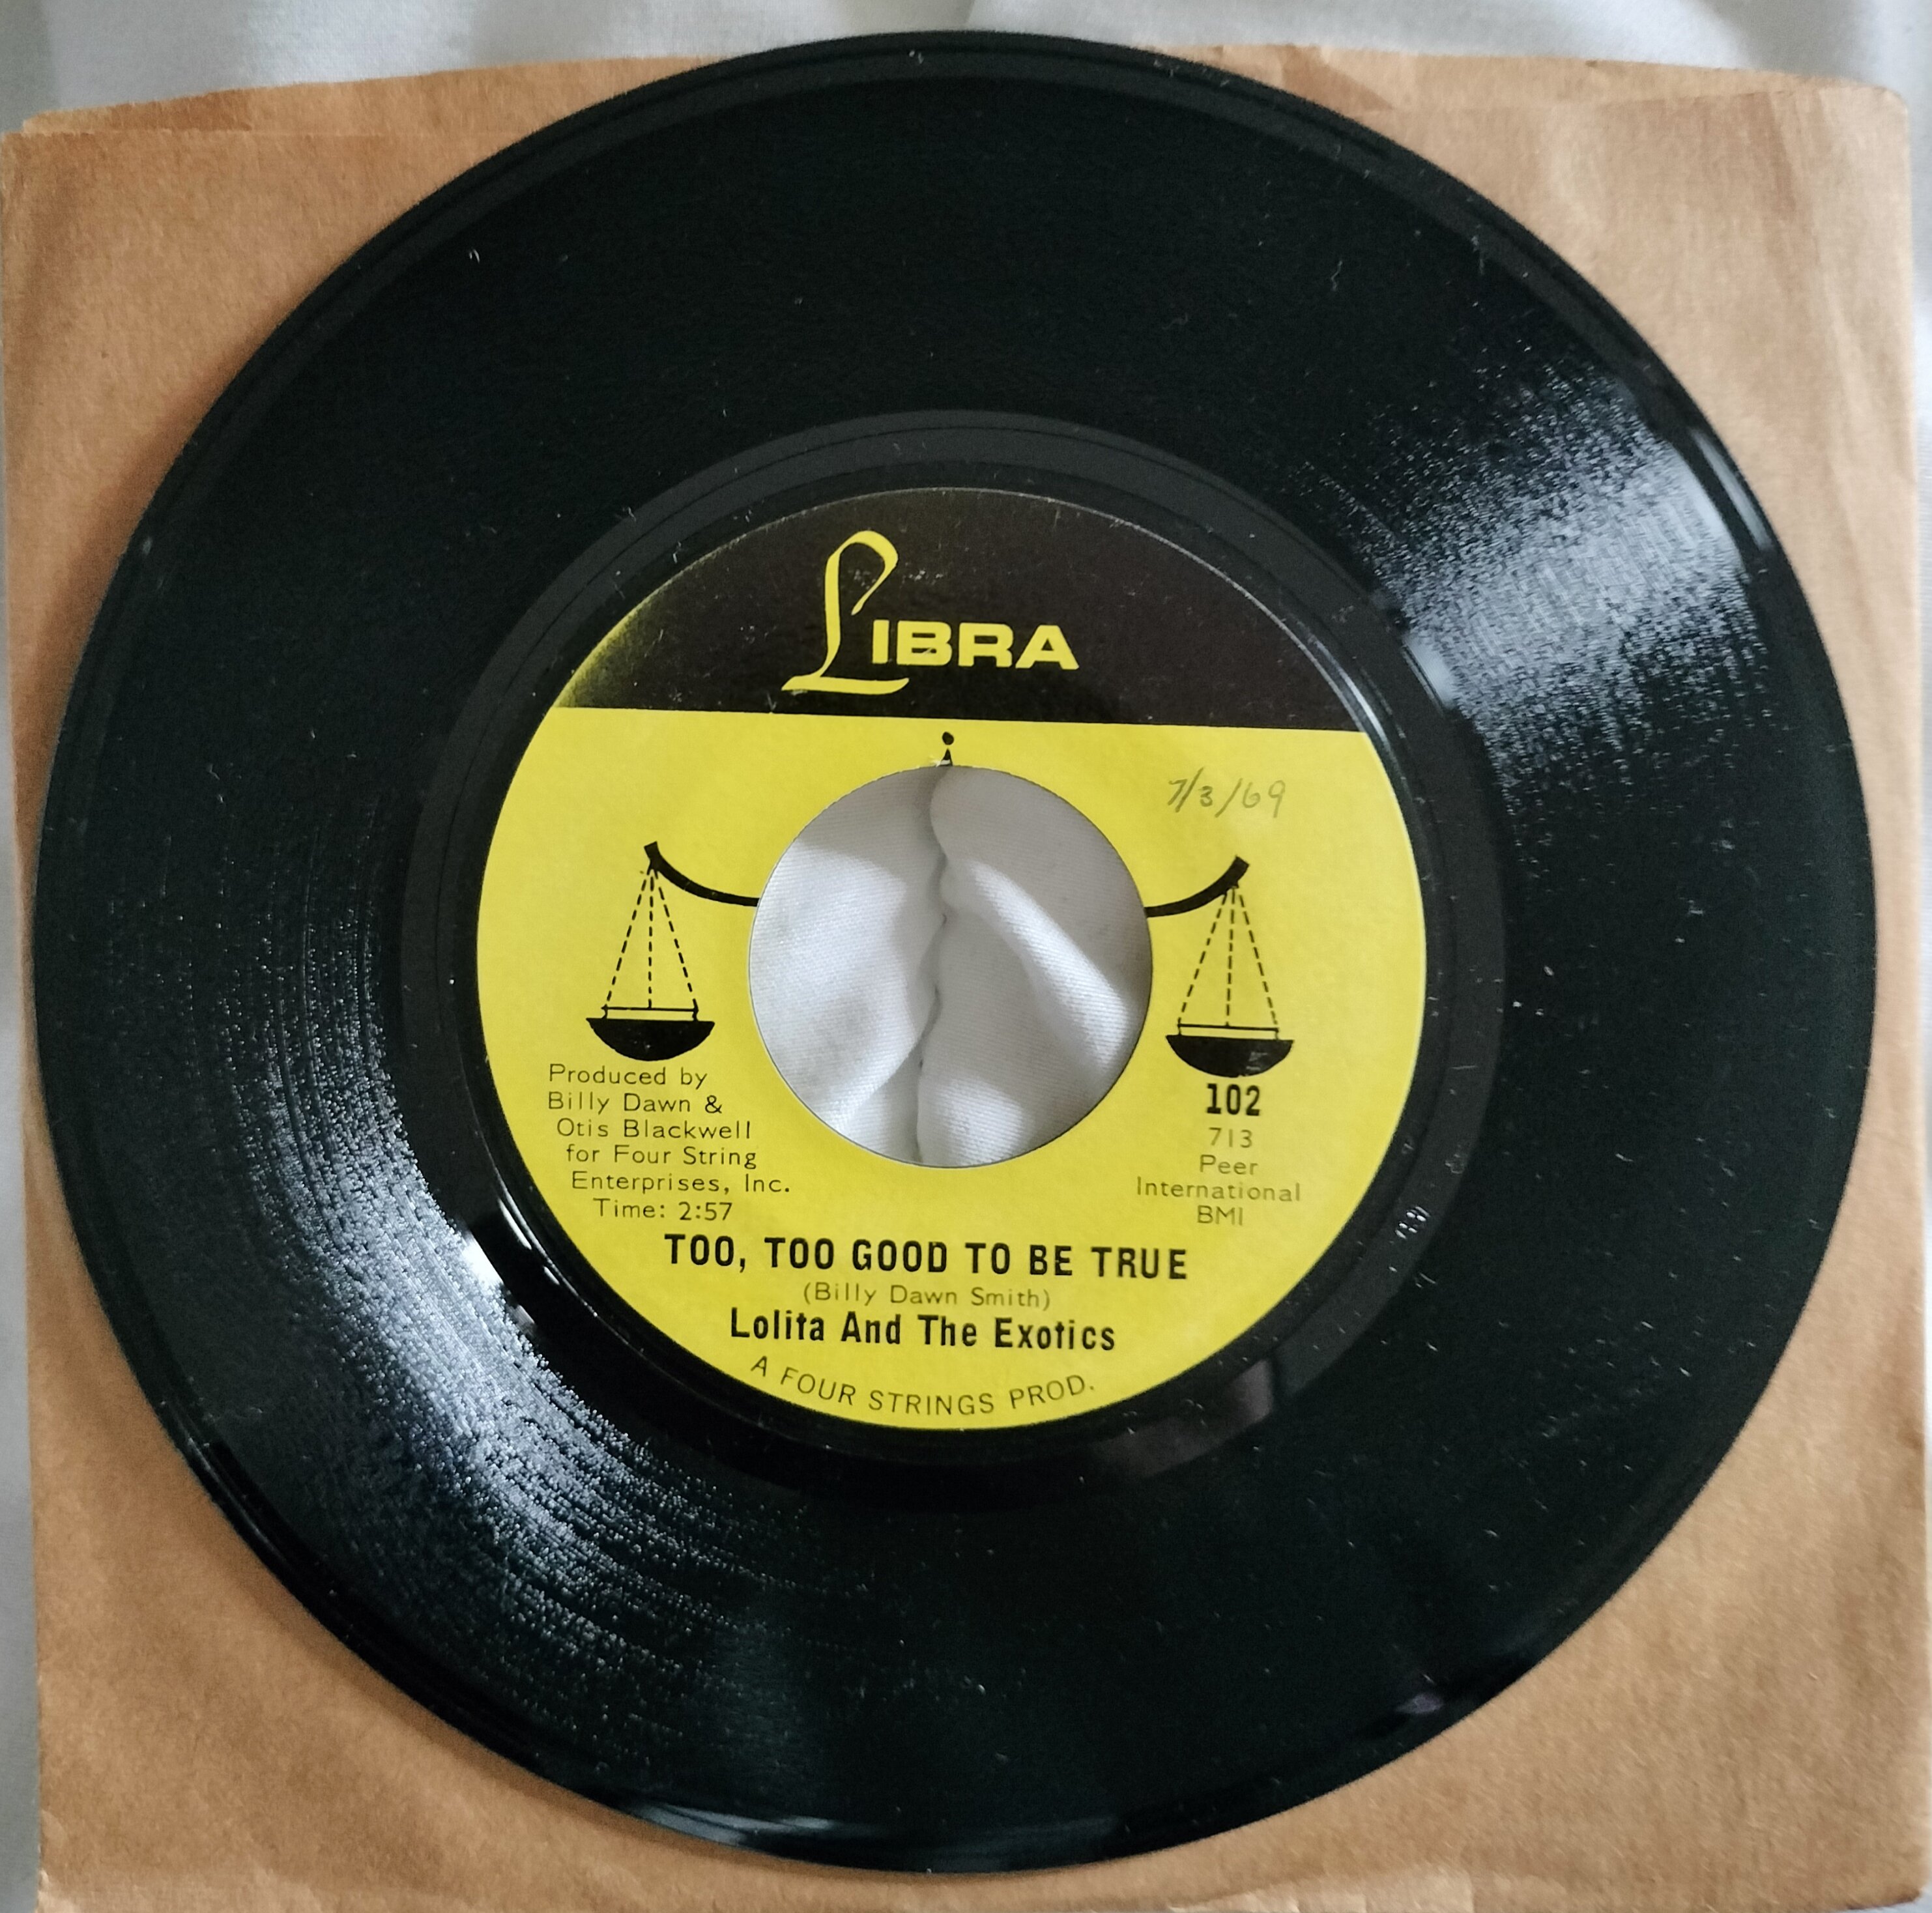 LIBRA
7/3/69
Produced by
Billy Dawn &
Otis Blackwell
for Four String
Enterprises, Inc.
Time: 2:57
102
713
Peer
International
BMI
TOO, TOO GOOD TO BE TRUE
(Billy Dawn Smith)
Lolita And The Exotics
A FOUR STRINGS PROD.